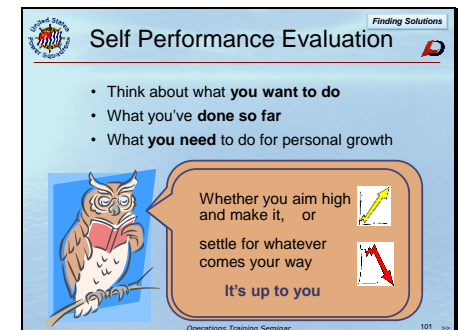 United States
Power Squadrons
Finding Solutions
Self Performance Evaluation
• Think about what you want to do
• What you've done so far
• What you need to do for personal growth
Whether you aim high
and make it, or
settle for whatever
comes your way
It's up to you
Operations Training Seminar
101 >>